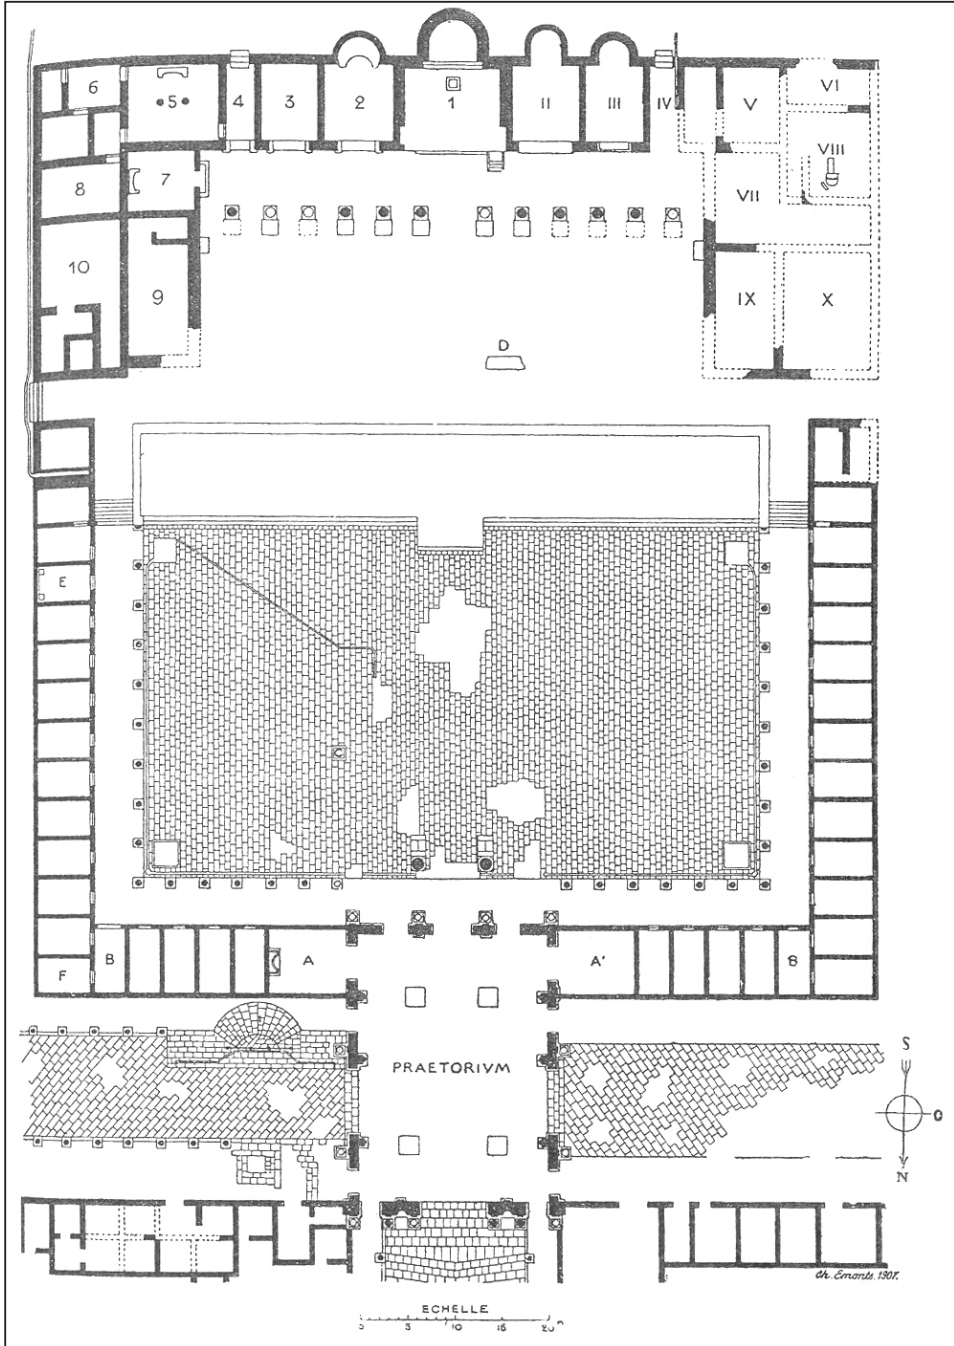 6
5
4
3
2
1
II
III
IV
V
VI
VIII
8
7
VII
10
9
IX
X
D
E
C
B
A
A'
B
F
PRAETORIVM
S
O
N
Ch. Emonts. 1907.
ECHELLE
0 5 10 15 20 m